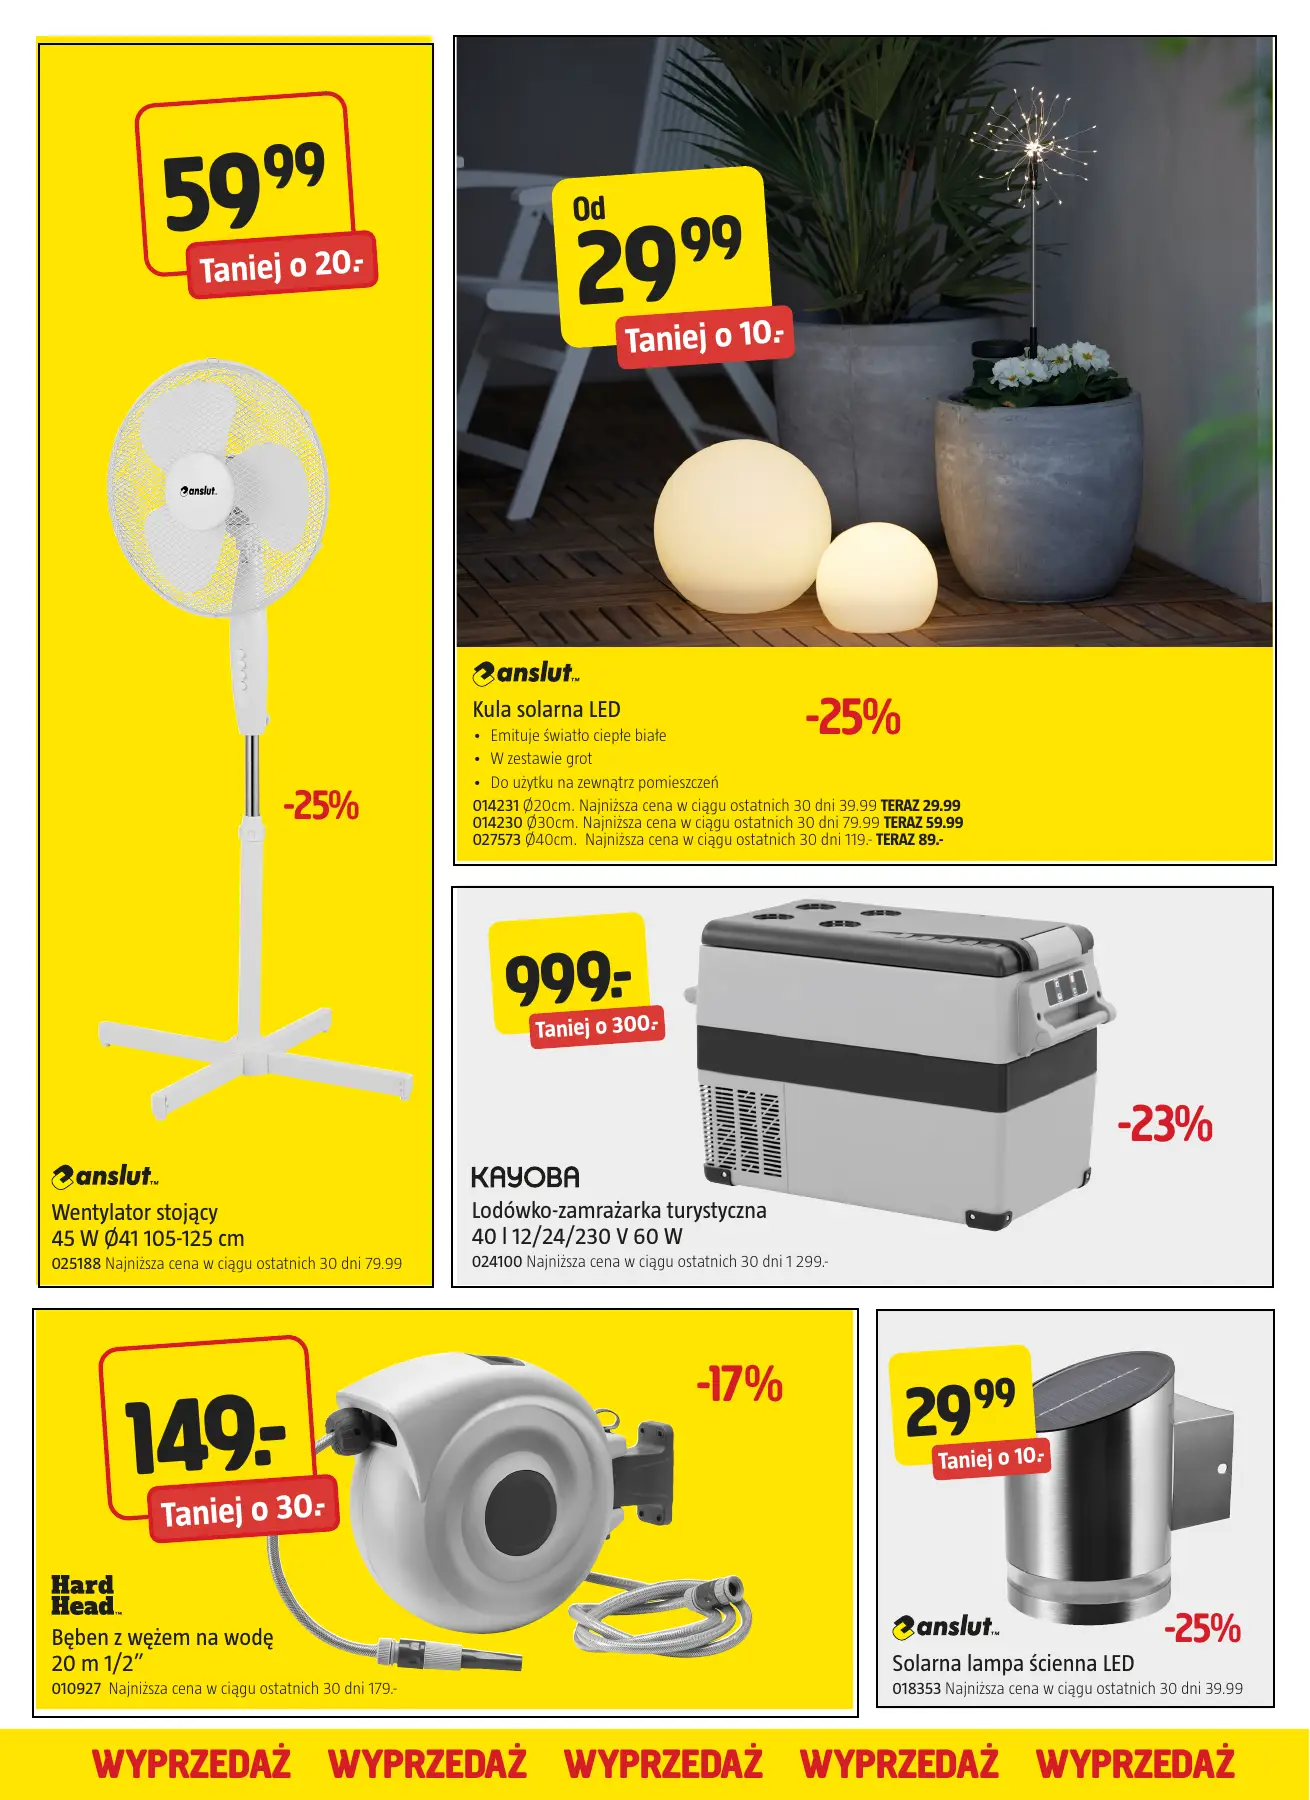 59 99
Taniej o 20.-
anslut™
-25%
anslut™
Wentylator stojący
45 W Ø41 105-125 cm
025188 Najniższa cena w ciągu ostatnich 30 dni 79.99
Od
29 99
Taniej o 10.-
anslut™
Kula solarna LED
-25%
• Emituje światło ciepłe białe
• W zestawie grot
• Do użytku na zewnątrz pomieszczeń
014231 Ø20cm. Najniższa cena w ciągu ostatnich 30 dni 39.99 TERAZ 29.99
014230 Ø30cm. Najniższa cena w ciągu ostatnich 30 dni 79.99 TERAZ 59.99
027573 Ø40cm. Najniższa cena w ciągu ostatnich 30 dni 119.- TERAZ 89.-
999.-
Taniej o 300.-
-23%
KAYOBA
Lodówko-zamrażarka turystyczna
40 l 12/24/230 V 60 W
024100 Najniższa cena w ciągu ostatnich 30 dni 1 299.-
149.-
Taniej o 30.-
-17%
Hard
Head™
Bęben z wężem na wodę
20 m 1/2”
010927 Najniższa cena w ciągu ostatnich 30 dni 179.-
29 99
Taniej o 10.-
anslut™
-25%
Solarna lampa ścienna LED
018353 Najniższa cena w ciągu ostatnich 30 dni 39.99
WYPRZEDAŻ WYPRZEDAŻ WYPRZEDAŻ WYPRZEDAŻ WYPRZEDAŻ